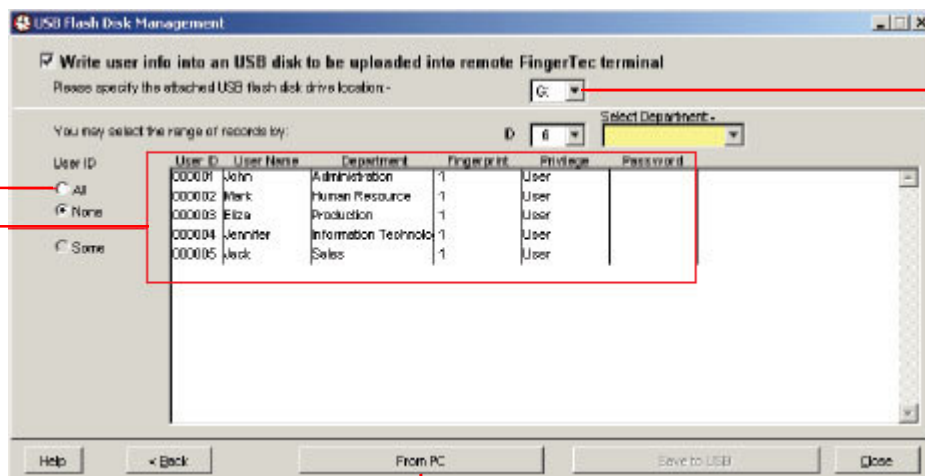 USB Flash Disk Management
Write user info into an USB disk to be uploaded into remote FingerTec terminal
Please specify the attached USB flash disk drive location:- G:
Select Department:-
You may select the range of records by: ID 6
User ID User ID User Name Department Fingerprint Privilege Password
All 000001 John Administration 1 User
None 000002 Mark Human Resource 1 User
000003 Eliza Production 1 User
Some 000004 Jennifer Information Technolo 1 User
000005 Jack Sales 1 User
Help < Back From PC Save to USB Close